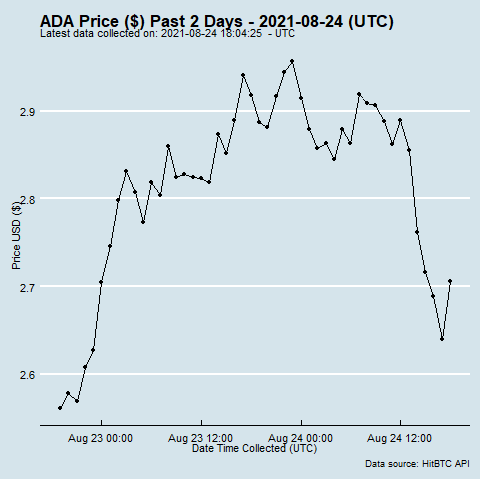 ADA Price ($) Past 2 Days - 2021-08-24 (UTC)
Latest data collected on: 2021-08-24 18:04:25 - UTC
2.9
2.8
2.7
2.6
Price USD ($)
Aug 23 00:00
Aug 23 12:00
Aug 24 00:00
Aug 24 12:00
Date Time Collected (UTC)
Data source: HitBTC API